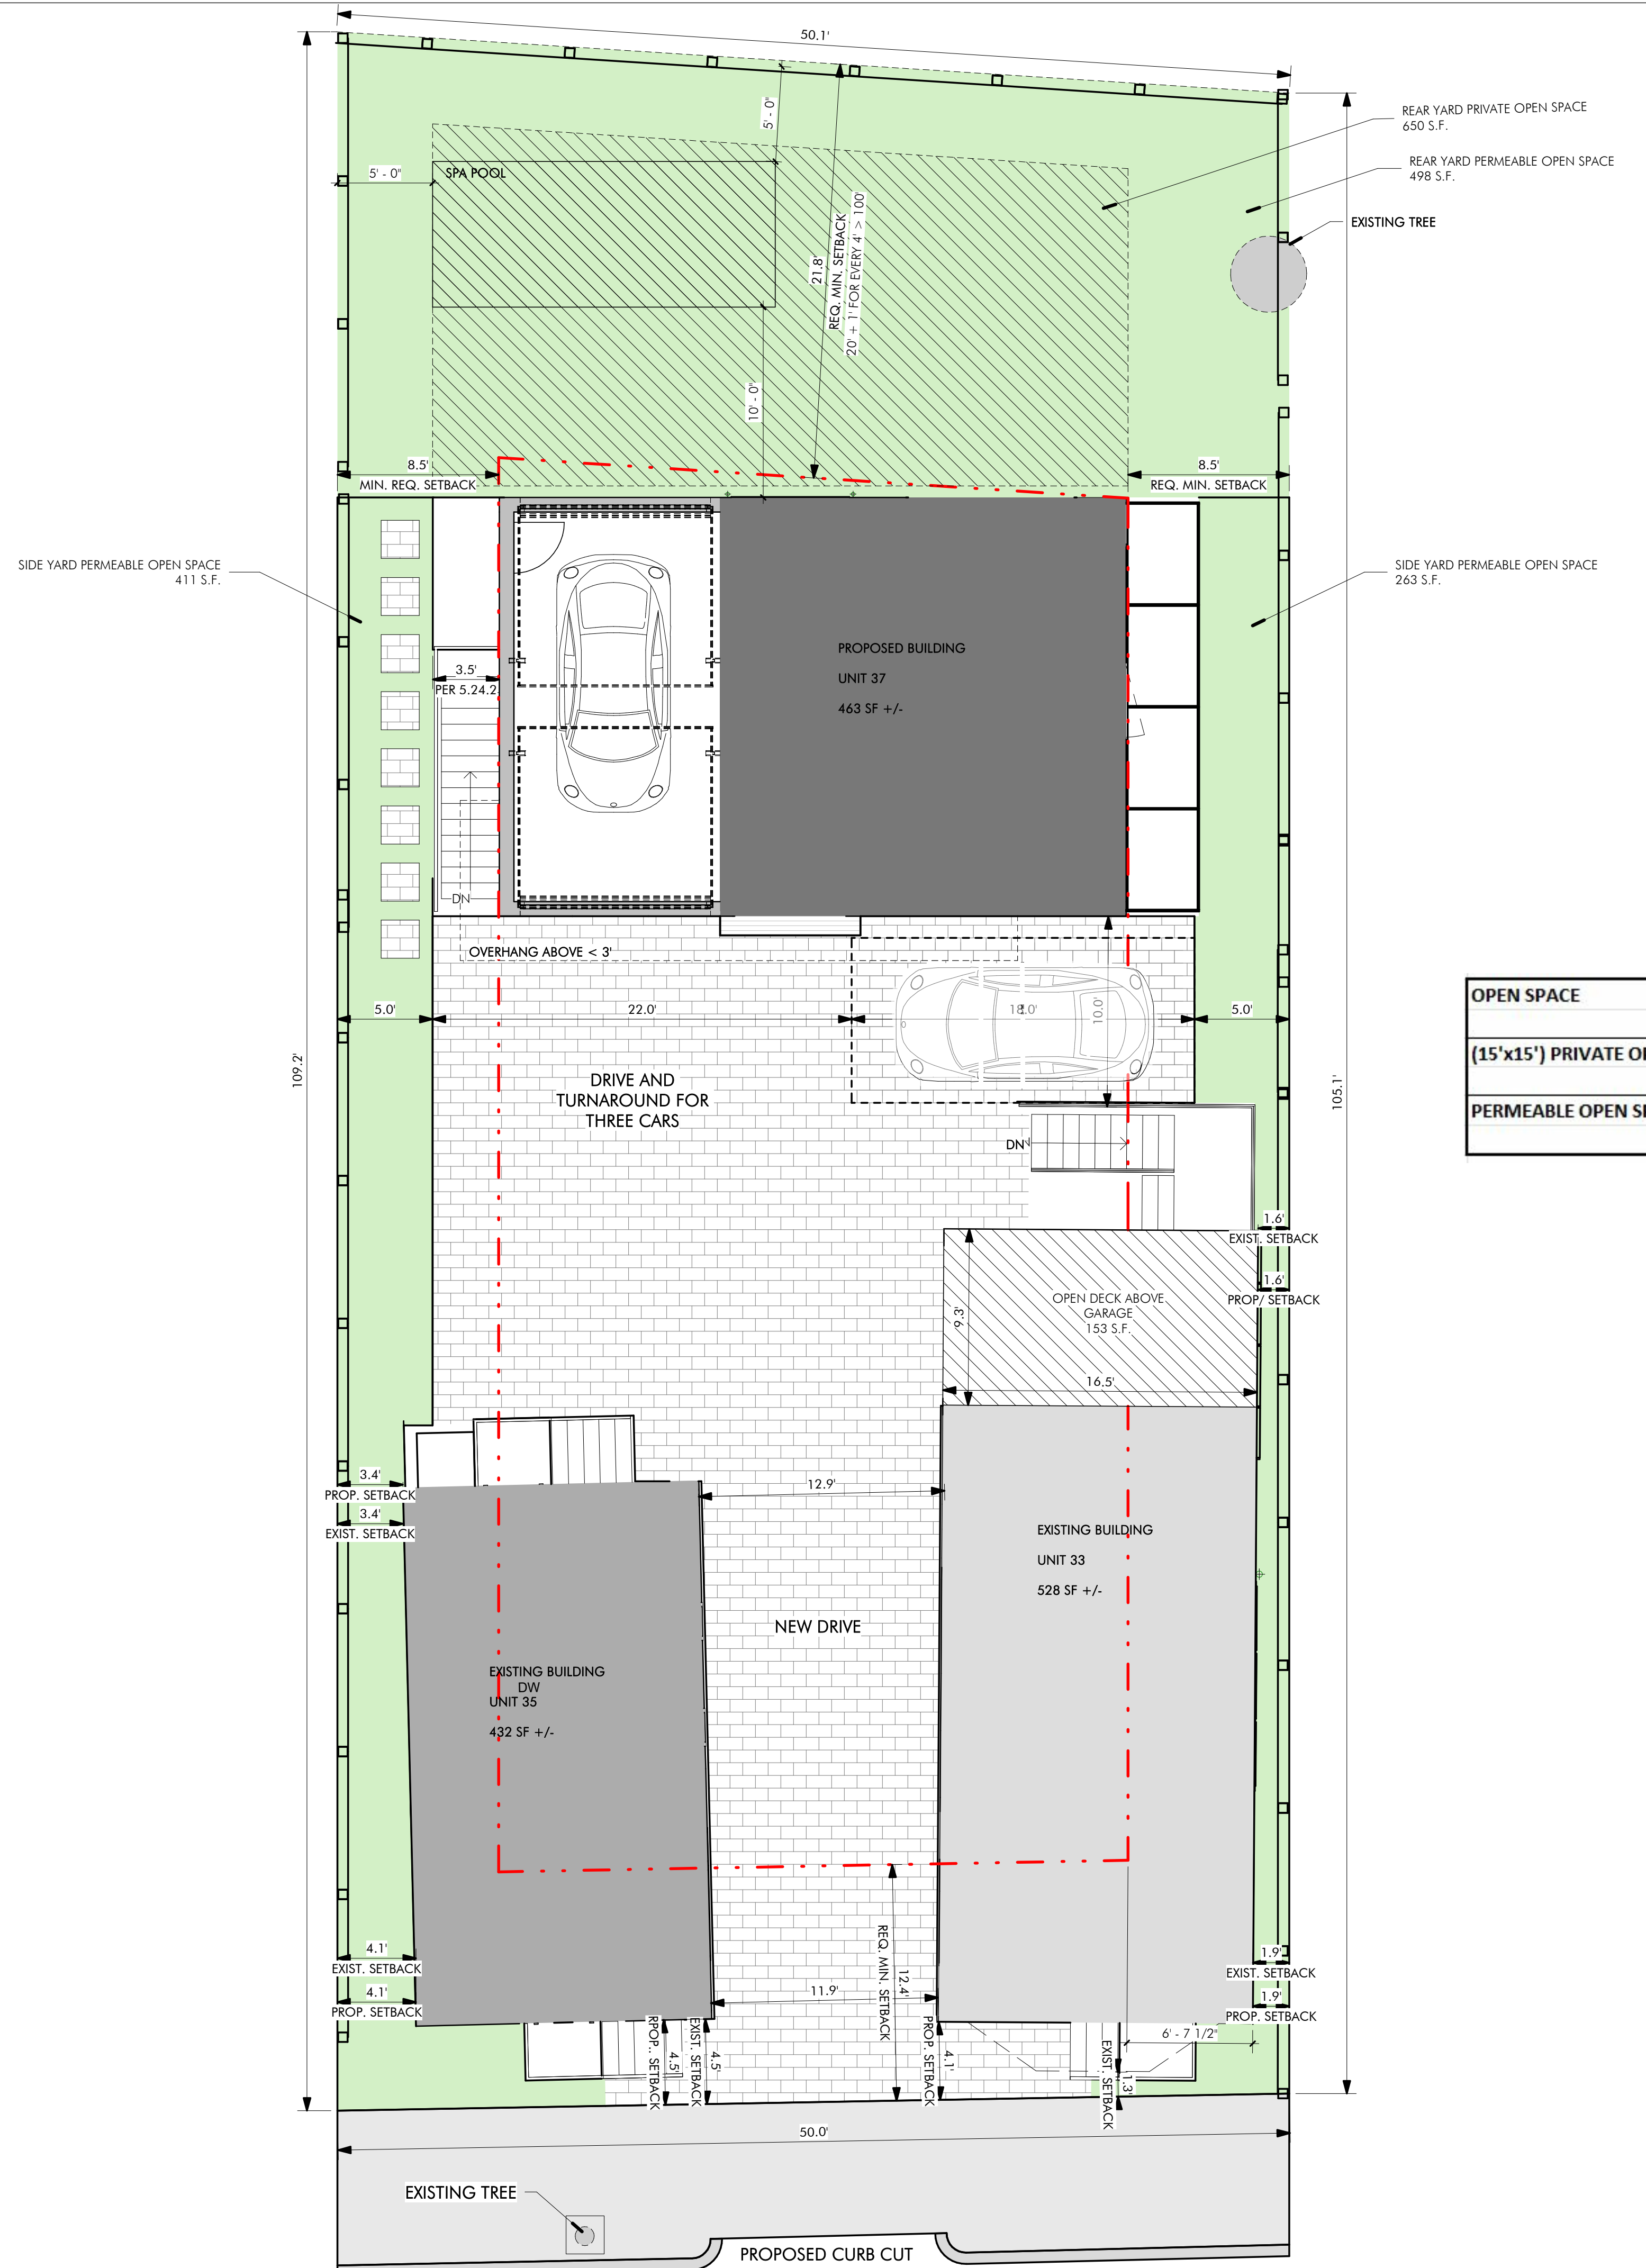 50.1'
5' - 0"
REAR YARD PRIVATE OPEN SPACE
650 S.F.
REAR YARD PERMEABLE OPEN SPACE
498 S.F.
EXISTING TREE
5' - 0"
SPA POOL
21.8'
REQ. MIN. SETBACK
20' + 1' FOR EVERY 4' > 100'
10' - 0"
8.5'
MIN. REQ. SETBACK
8.5'
REQ. MIN. SETBACK
SIDE YARD PERMEABLE OPEN SPACE
411 S.F.
SIDE YARD PERMEABLE OPEN SPACE
263 S.F.
PROPOSED BUILDING
UNIT 37
463 SF +/-
3.5'
PER 5.24.2
DN
OVERHANG ABOVE < 3'
5.0'
22.0'
18.0'
10.0'
5.0'
109.2'
105.1'
OPEN SPACE
(15'x15') PRIVATE
PERMEABLE OPEN
DRIVE AND
TURNAROUND FOR
THREE CARS
DN
1.6'
EXIST. SETBACK
1.6'
PROP/ SETBACK
OPEN DECK ABOVE
GARAGE
153 S.F.
9.3'
16.5'
3.4'
PROP. SETBACK
3.4'
EXIST. SETBACK
12.9'
EXISTING BUILDING
UNIT 33
528 SF +/-
NEW DRIVE
EXISTING BUILDING
DW
UNIT 35
432 SF +/-
4.1'
EXIST. SETBACK
4.1'
PROP. SETBACK
11.9'
REQ. MIN. SETBACK
12.4'
1.9'
EXIST. SETBACK
1.9'
PROP. SETBACK
6' - 7 1/2"
RPOP.. SETBACK
4.5'
EXIST. SETBACK
4.5'
PROP. SETBACK
4.1'
EXIST. SETBACK
1.3'
50.0'
EXISTING TREE
PROPOSED CURB CUT